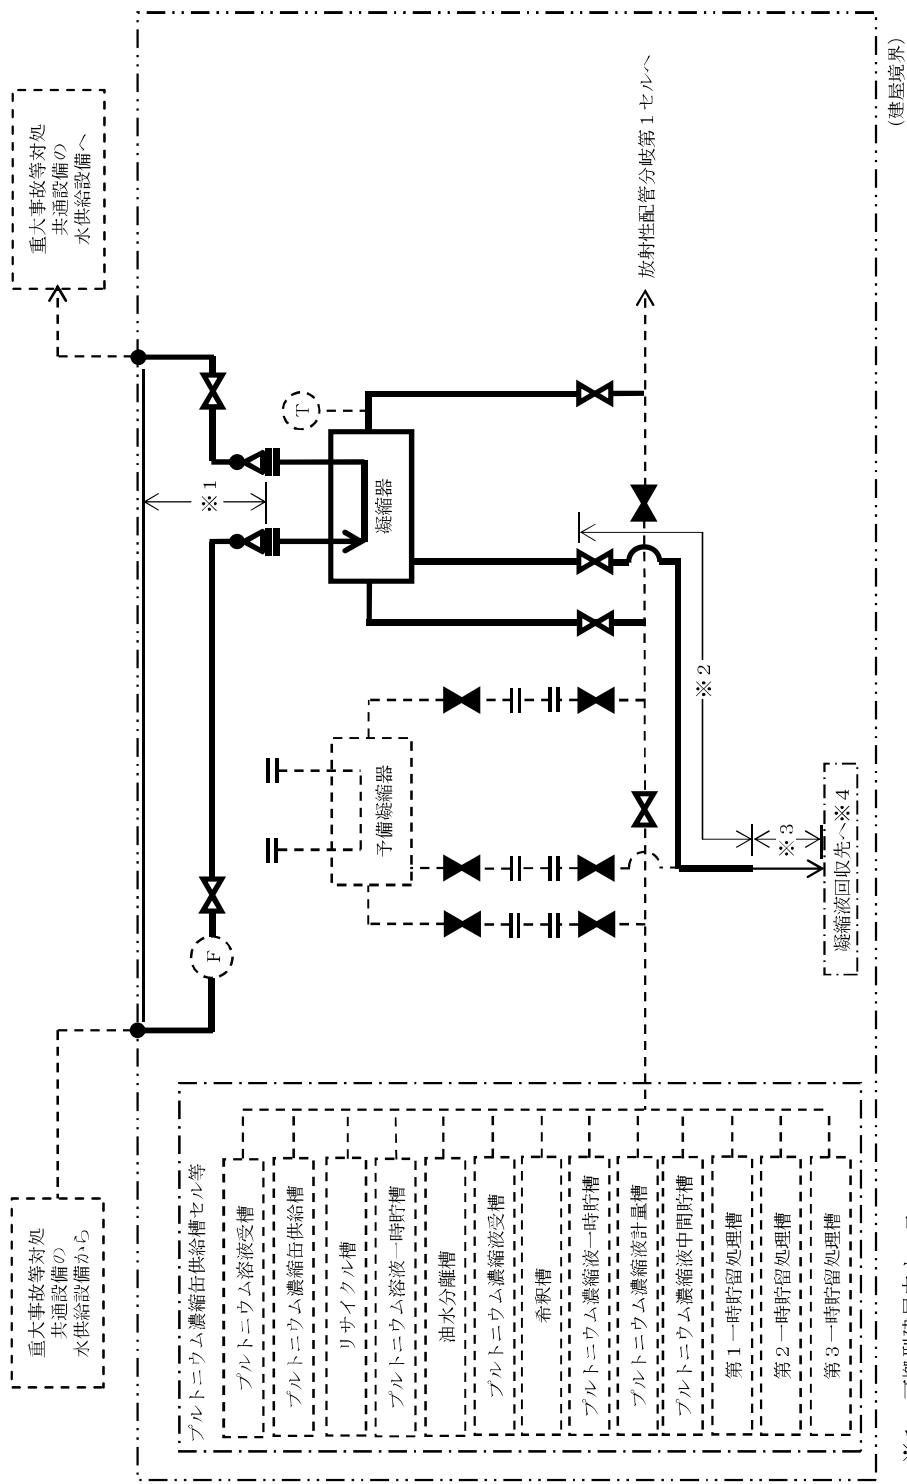 重大事故等対処
共通設備の
水供給設備から
重大事故等対処
共通設備の
水供給設備へ
プルトニウム濃縮缶供給槽セル等
プルトニウム溶液受槽
プルトニウム濃縮缶供給槽
リサイクル槽
プルトニウム溶液一時貯槽
油水分離槽
プルトニウム濃縮液受槽
希釈槽
プルトニウム濃縮液一時貯槽
プルトニウム濃縮液計量槽
プルトニウム濃縮液中間貯槽
第1一時貯留処理槽
第2一時貯留処理槽
第3一時貯留処理槽
F
※1
T
凝縮器
予備凝縮器
放射性配管分岐第1セルへ
※2
※3
凝縮液回収先へ※4
(建屋境界)